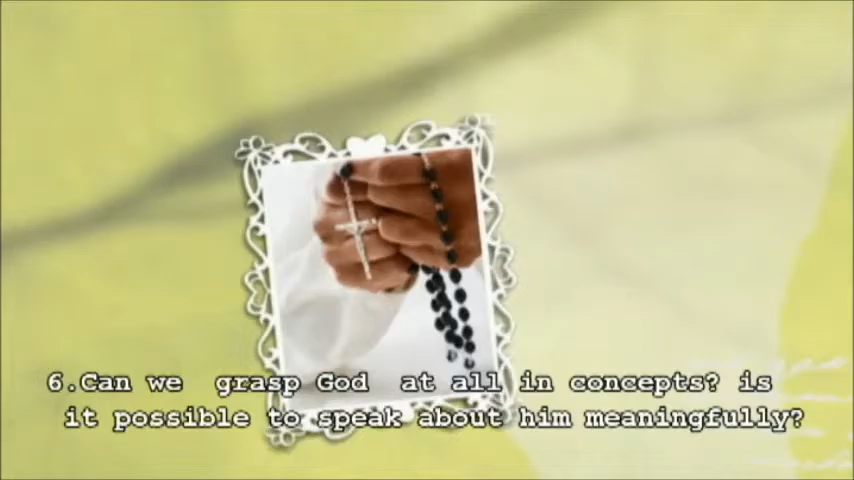 6.Can we grasp God at all in concepts? is
it possible to speak about him meaningfully?